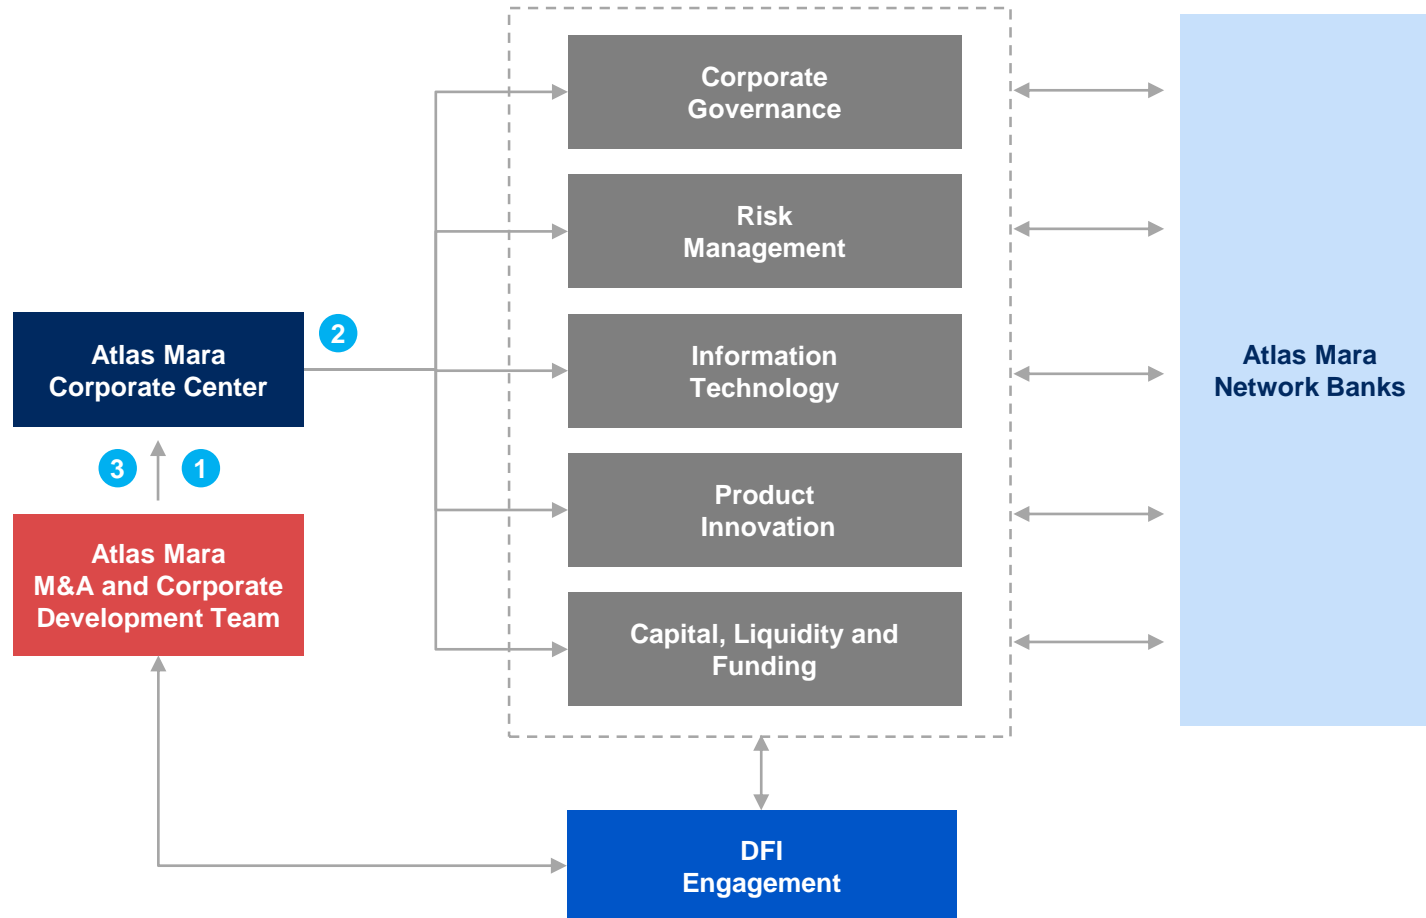 Corporate
Governance
Risk
Management
Atlas Mara
Corporate Center
2
Information
Technology
Atlas Mara
Network Banks
3
1
Product
Innovation
Atlas Mara
M&A and Corporate
Development Team
Capital, Liquidity and
Funding
DFI
Engagement